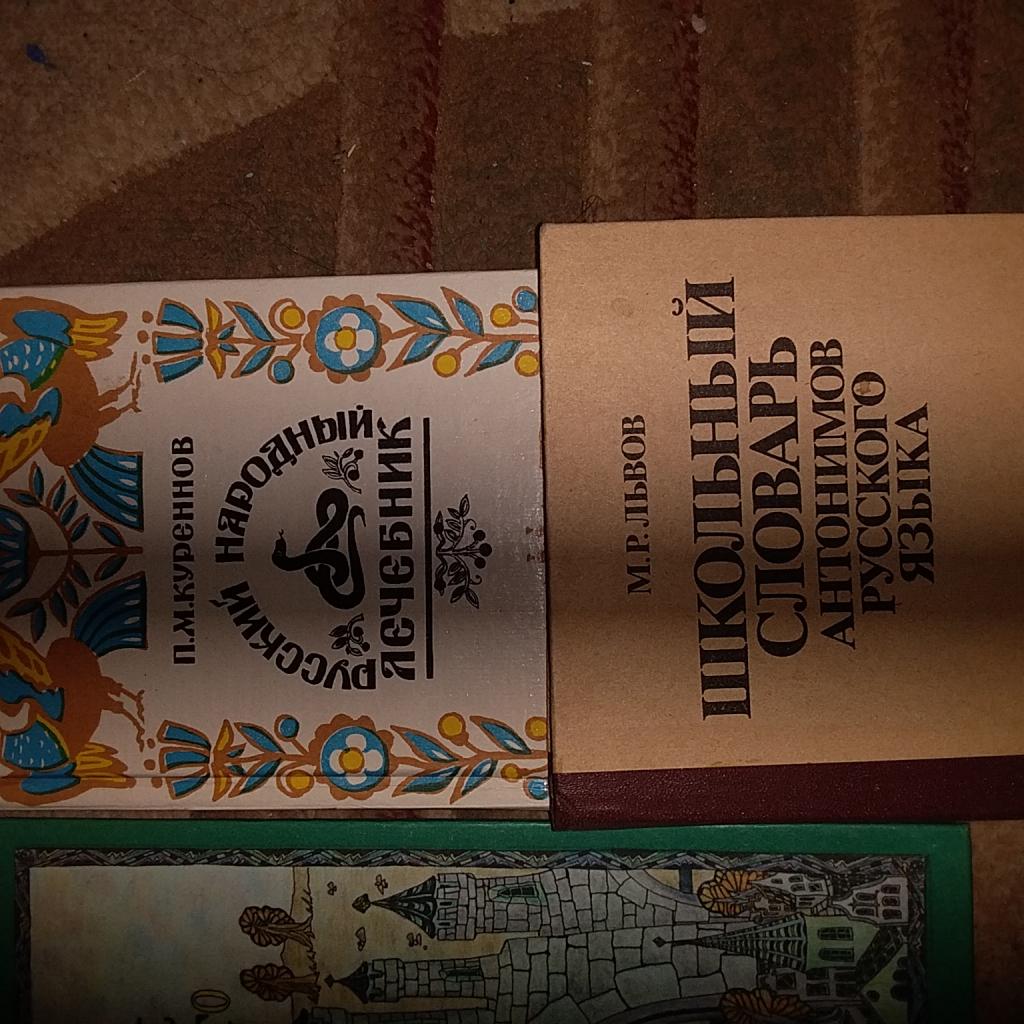 П.М.КУРЕННОВ
РУССКИЙ НАРОДНЫЙ
ЛЕЧЕБНИК
М.Р.ЛЬВОВ
ШКОЛЬНЫЙ
СЛОВАРЬ
АНТОНИМОВ
РУССКОГО
ЯЗЫКА